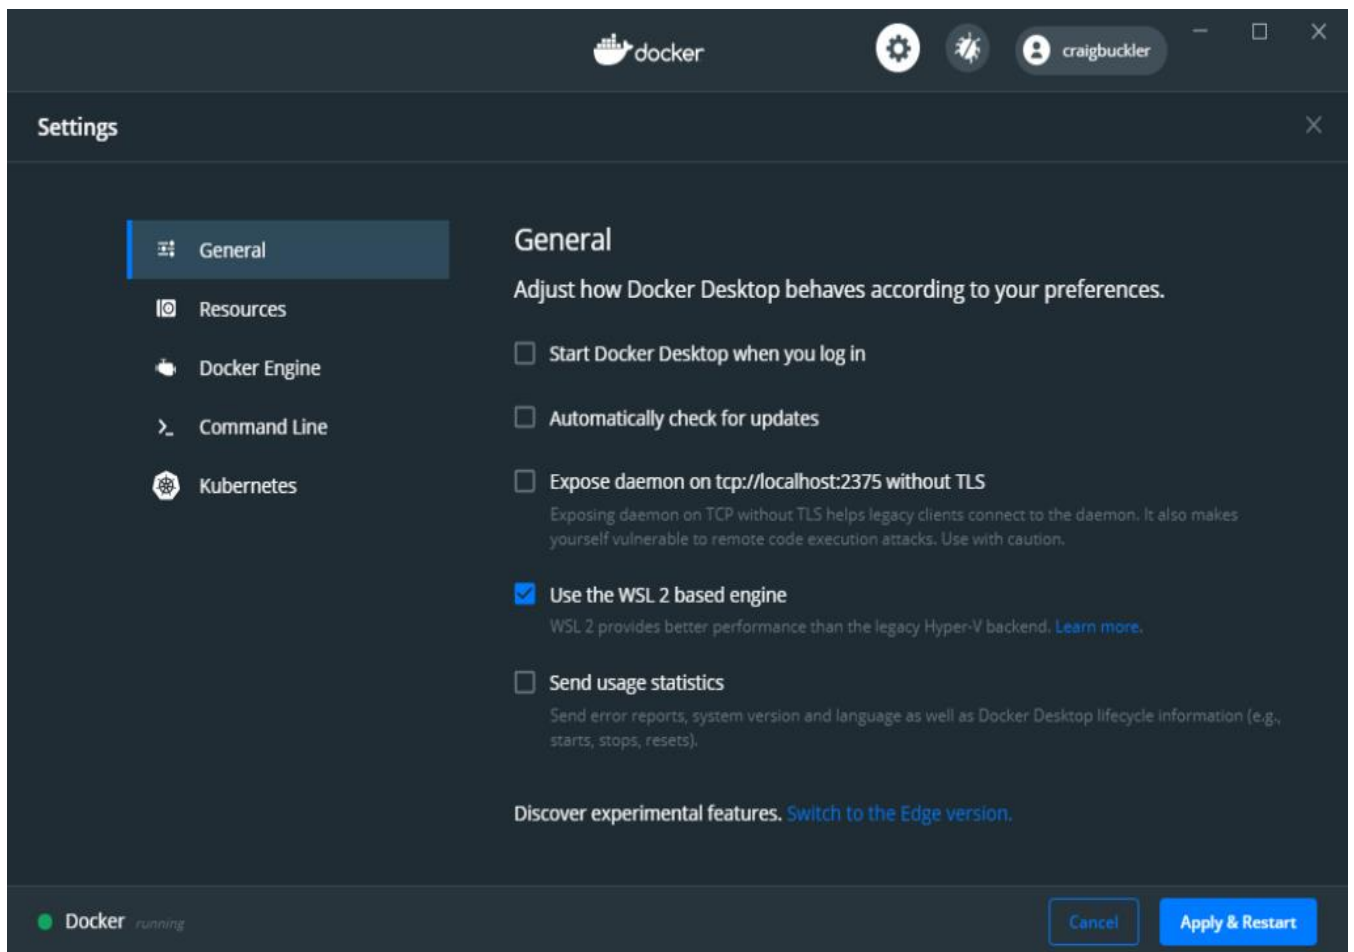 docker
craigbuckler
Settings
General
Resources
Docker Engine
Command Line
Kubernetes
General
Adjust how Docker Desktop behaves according to your preferences.
Start Docker Desktop when you log in
Automatically check for updates
Expose daemon on tcp://localhost:2375 without TLS
Exposing daemon on TCP without TLS helps legacy clients connect to the daemon. It also makes
yourself vulnerable to remote code execution attacks. Use with caution.
Use the WSL 2 based engine
WSL 2 provides better performance than the legacy Hyper-V backend. Learn more.
Send usage statistics
Send error reports, system version and language as well as Docker Desktop lifecycle information (e.g.,
starts, stops, resets).
Discover experimental features. Switch to the Edge version.
Docker running
Cancel
Apply & Restart